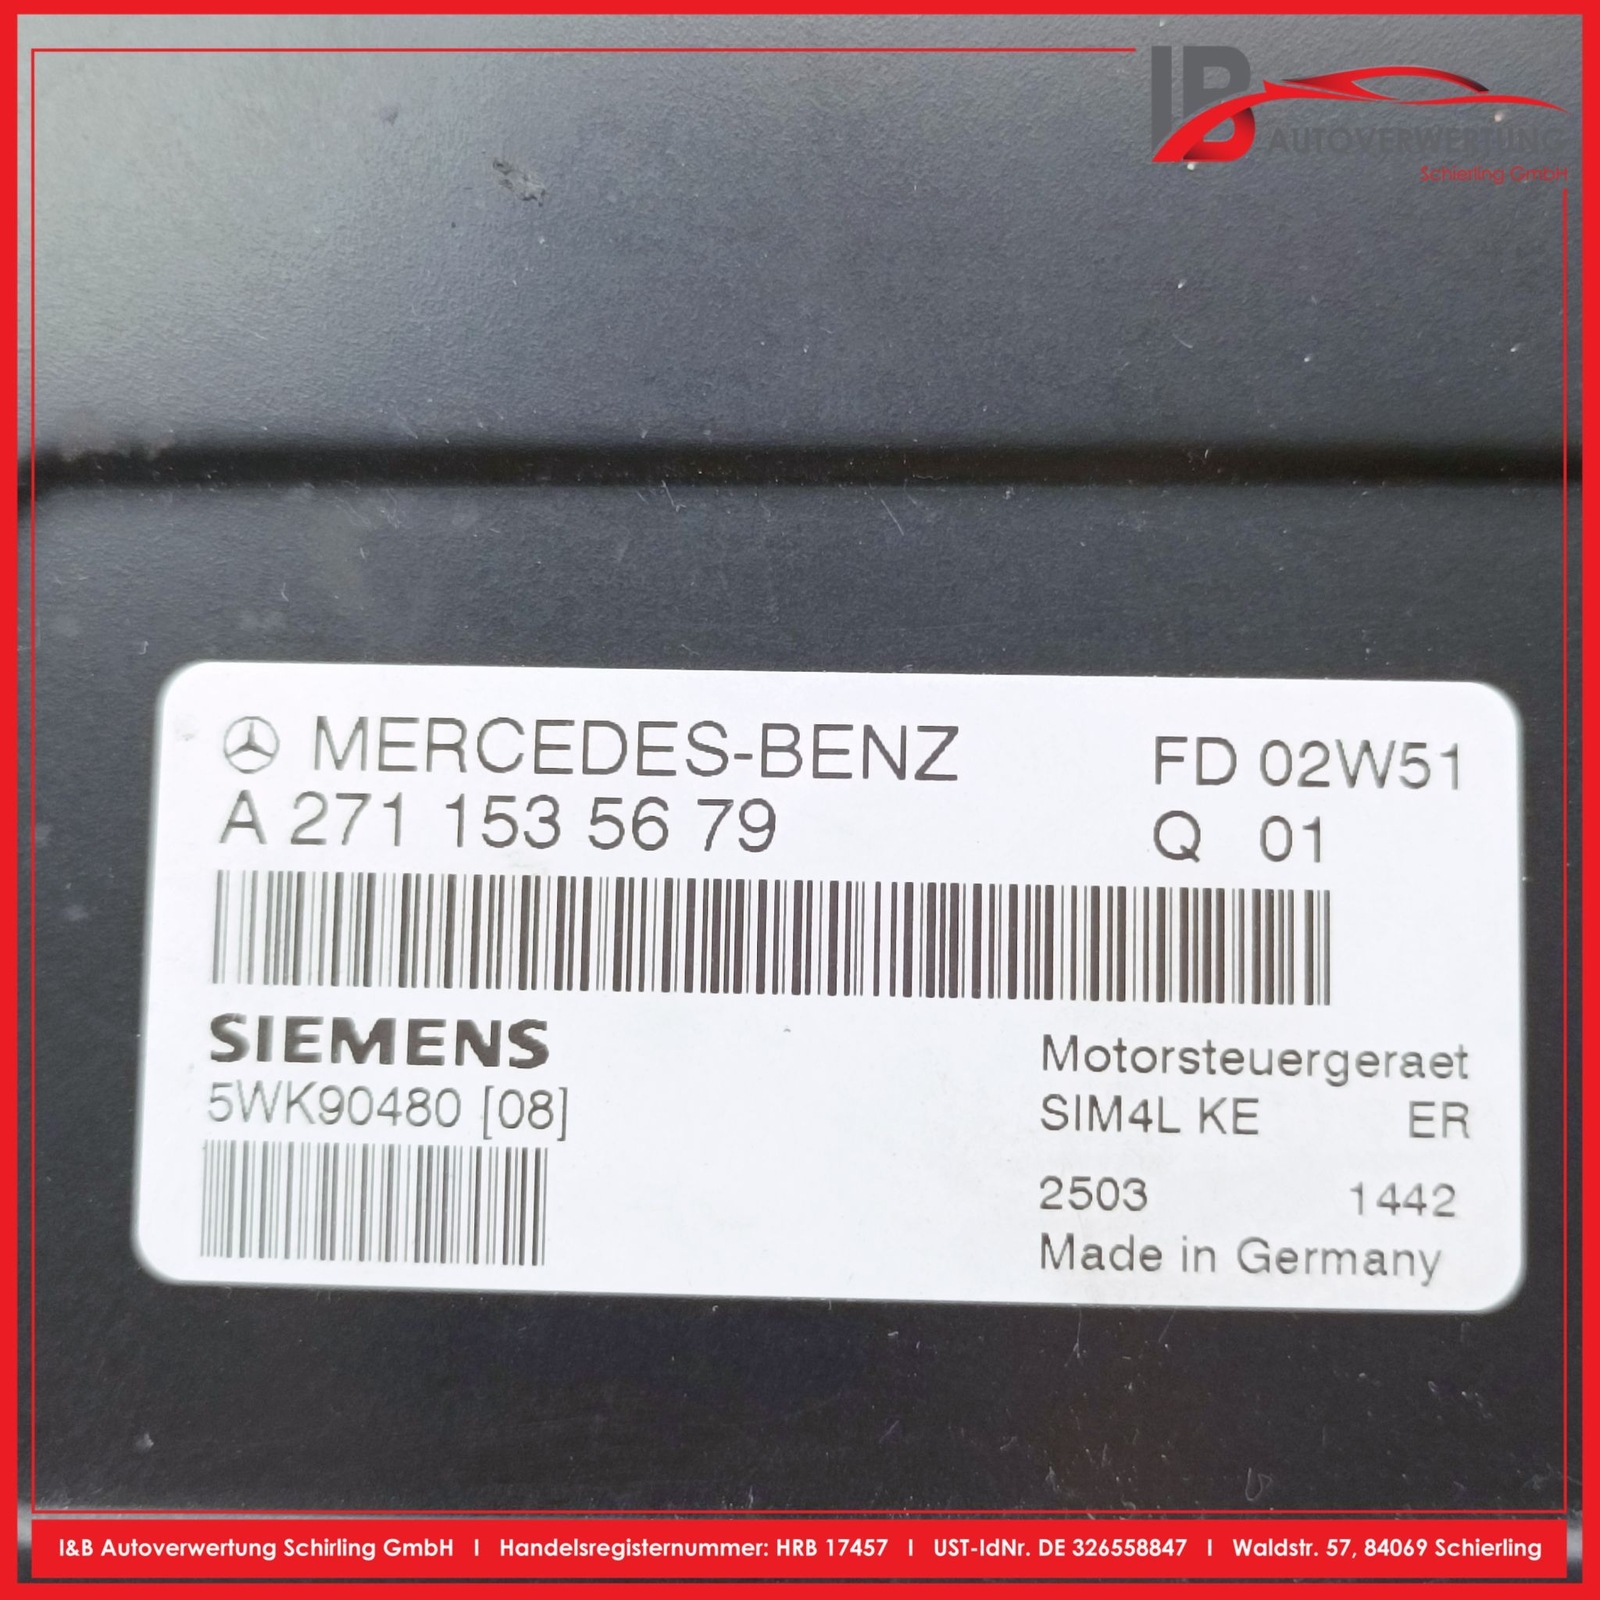 IB
AUTOVERWERTUNG
Schierling GmbH
MERCEDES-BENZ FD 02W51
A 271 153 56 79 Q 01
SIEMENS
5WK90480 [08]
Motorsteuergeraet
SIM4L KE ER
2503 1442
Made in Germany
I&B Autoverwertung Schirling GmbH I Handelsregisternummer: HRB 17457 I UST-IdNr. DE 326558847 I Waldstr. 57, 84069 Schierling